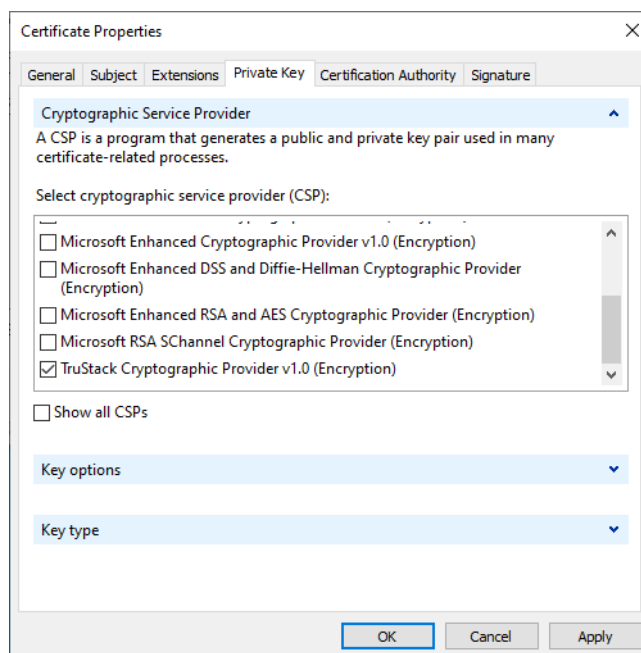 Certificate Properties
General Subject Extensions Private Key Certification Authority Signature
Cryptographic Service Provider
A CSP is a program that generates a public and private key pair used in many
certificate-related processes.
Select cryptographic service provider (CSP):
Microsoft Enhanced Cryptographic Provider v1.0 (Encryption)
Microsoft Enhanced DSS and Diffie-Hellman Cryptographic Provider
(Encryption)
Microsoft Enhanced RSA and AES Cryptographic Provider (Encryption)
Microsoft RSA SChannel Cryptographic Provider (Encryption)
TruStack Cryptographic Provider v1.0 (Encryption)
Show all CSPs
Key options
Key type
OK Cancel Apply